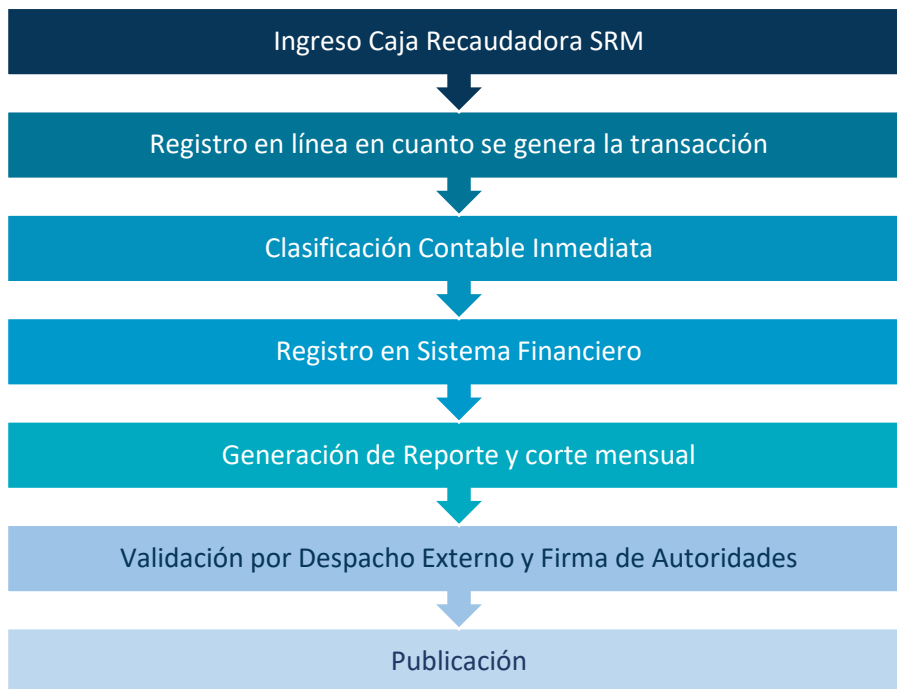 Ingreso Caja Recaudadora SRM
Registro en línea en cuanto se genera la transacción
Clasificación Contable Inmediata
Registro en Sistema Financiero
Generación de Reporte y corte mensual
Validación por Despacho Externo y Firma de Autoridades
Publicación